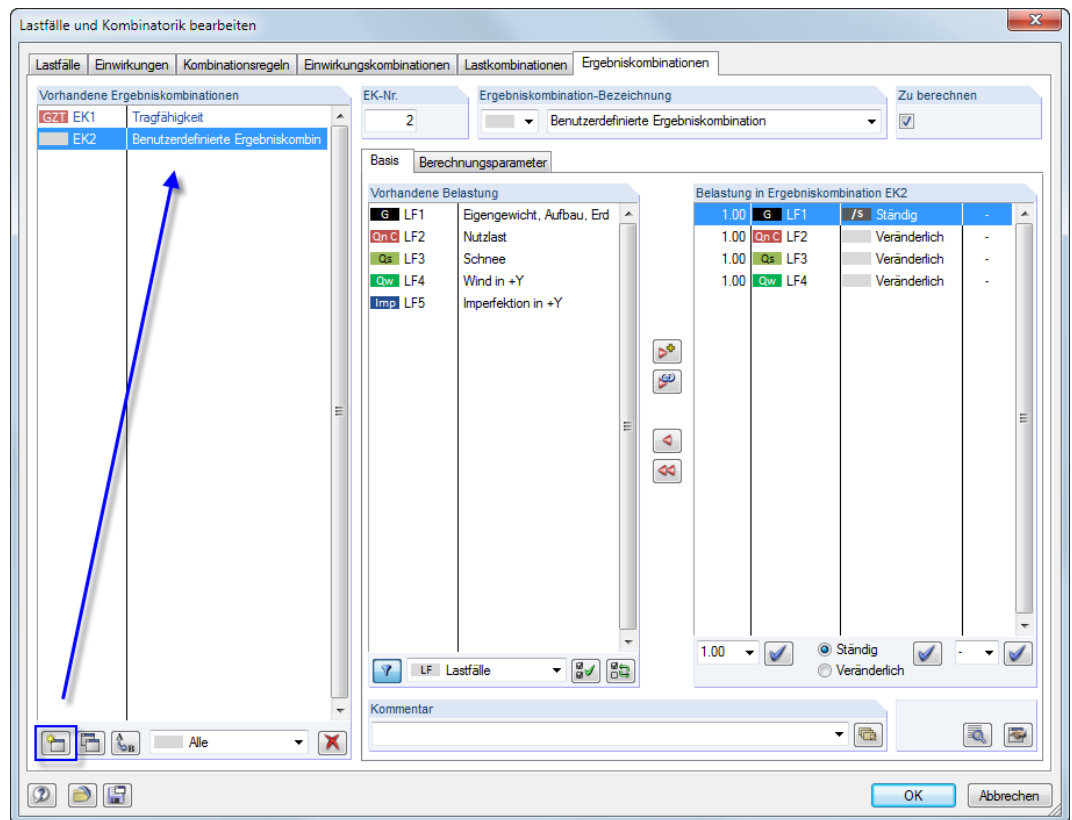 Lastfälle und Kombinatorik bearbeiten
Lastfälle Einwirkungen Kombinationsregeln Einwirkungskombinationen Lastkombinationen Ergebniskombinationen
Vorhandene Ergebniskombinationen
GZT EK1 Tragfähigkeit
EK2 Benutzerdefinierte Ergebniskombin
Alle
EK-Nr.
2
Ergebniskombination-Bezeichnung
Benutzerdefinierte Ergebniskombination
Zu berechnen
Basis Berechnungsparameter
Vorhandene Belastung
G LF1 Eigengewicht, Aufbau, Erd
Qn C LF2 Nutzlast
Qs LF3 Schnee
Qw LF4 Wind in +Y
Imp LF5 Imperfektion in +Y
LF Lastfälle
Belastung in Ergebniskombination EK2
1.00 G LF1 /S Ständig -
1.00 Qn C LF2 Veränderlich -
1.00 Qs LF3 Veränderlich -
1.00 Qw LF4 Veränderlich -
1.00 Ständig -
Veränderlich
Kommentar
OK Abbrechen